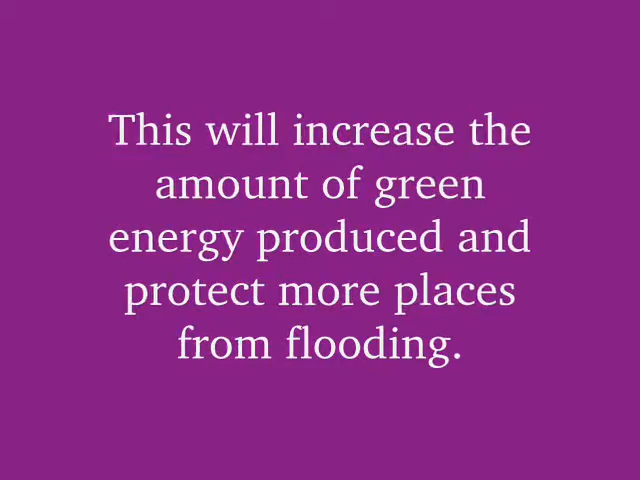 This will increase the
amount of green
energy produced and
protect more places
from flooding.